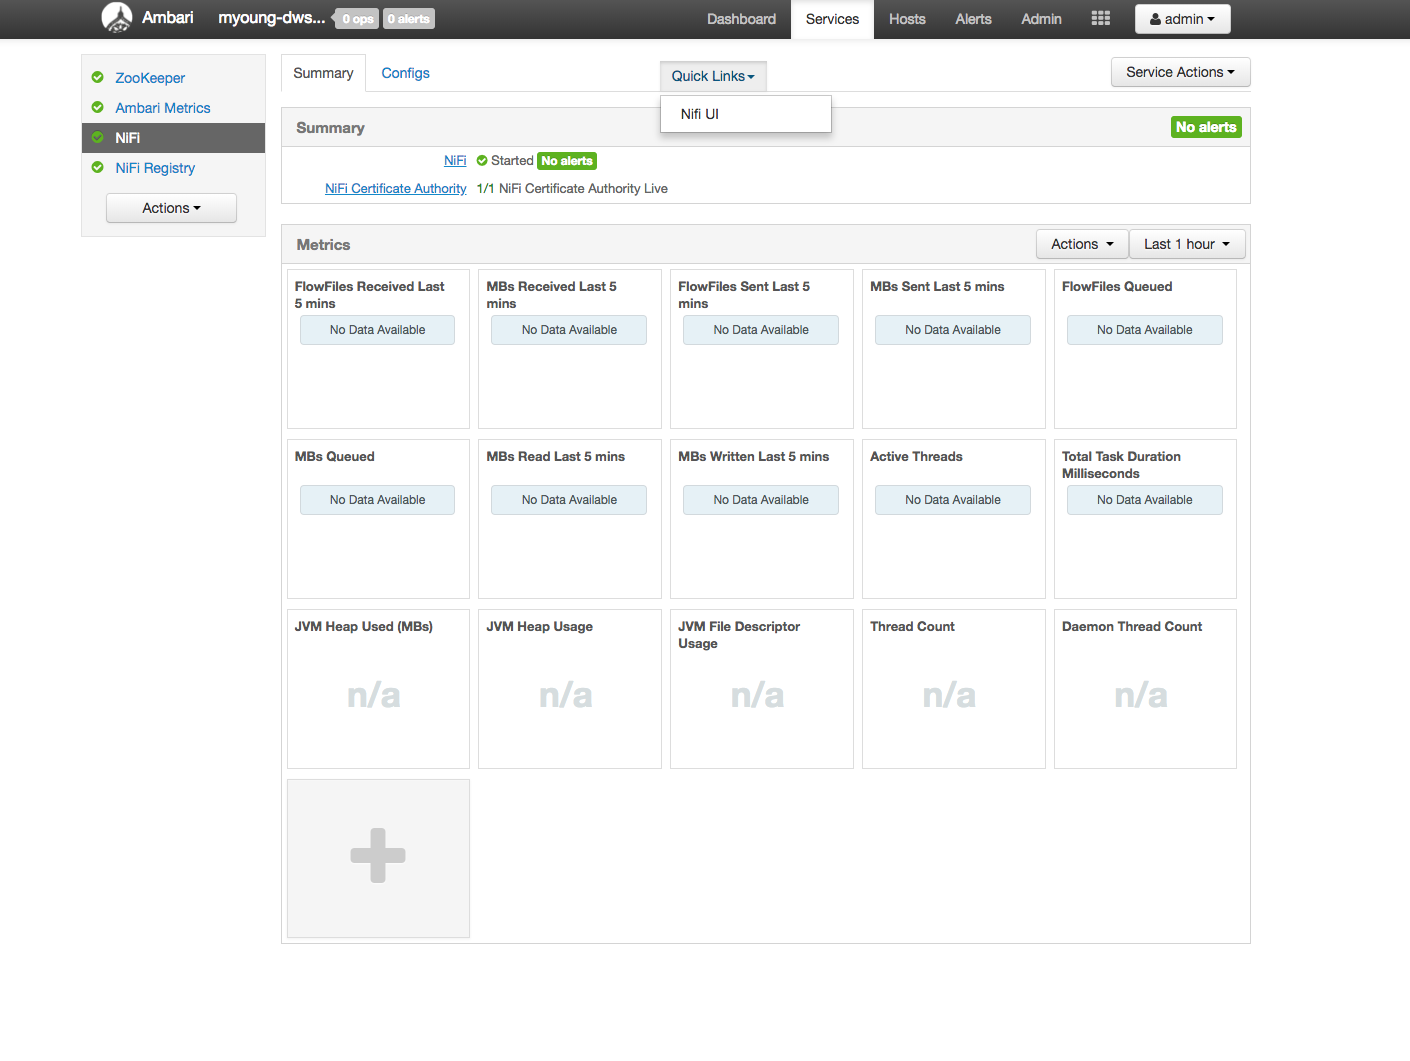 Ambari myoung-dws... 0 ops 0 alerts Dashboard Services Hosts Alerts Admin admin
ZooKeeper
Ambari Metrics
NiFi
NiFi Registry
Actions
Summary Configs Quick Links Service Actions
Nifi UI
Summary No alerts
NiFi Started No alerts
NiFi Certificate Authority 1/1 NiFi Certificate Authority Live
Metrics Actions Last 1 hour
FlowFiles Received Last
5 mins
No Data Available
MBs Received Last 5
mins
No Data Available
FlowFiles Sent Last 5
mins
No Data Available
MBs Sent Last 5 mins
No Data Available
FlowFiles Queued
No Data Available
MBs Queued
No Data Available
MBs Read Last 5 mins
No Data Available
MBs Written Last 5 mins
No Data Available
Active Threads
No Data Available
Total Task Duration
Milliseconds
No Data Available
JVM Heap Used (MBs)
n/a
JVM Heap Usage
n/a
JVM File Descriptor
Usage
n/a
Thread Count
n/a
Daemon Thread Count
n/a